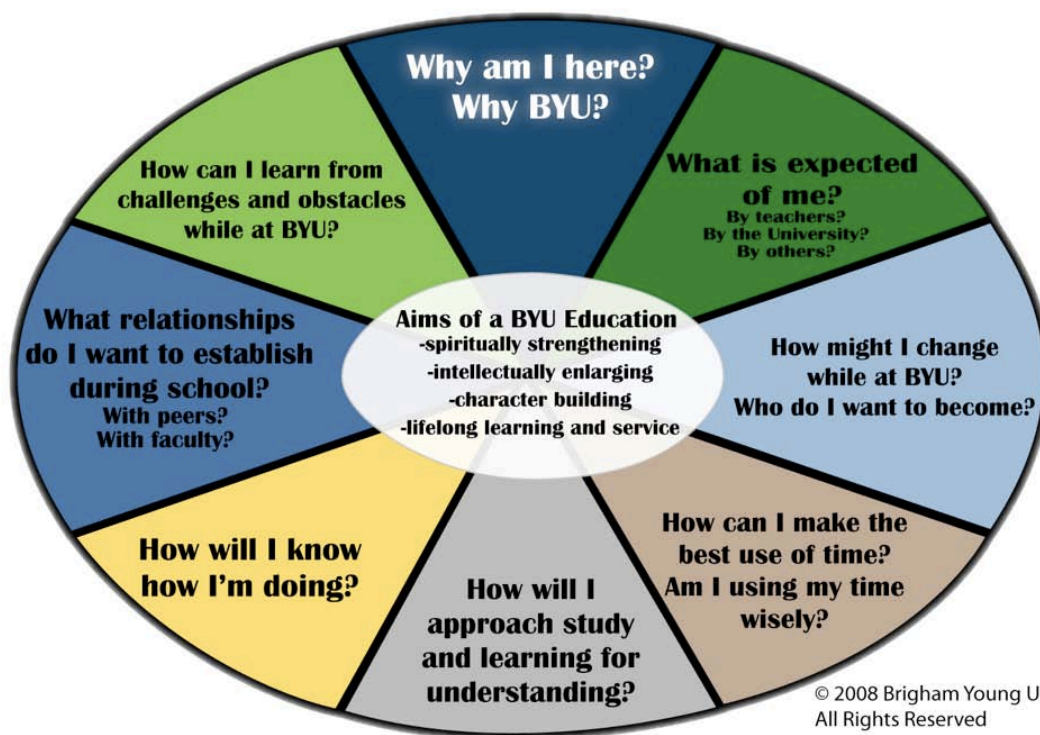 Why am I here?
Why BYU?
What is expected
of me?
By teachers?
By the University?
By others?
How might I change
while at BYU?
Who do I want to become?
How can I make the
best use of time?
Am I using my time
wisely?
How will I
approach study
and learning for
understanding?
How will I know
how I'm doing?
What relationships
do I want to establish
during school?
With peers?
With faculty?
How can I learn from
challenges and obstacles
while at BYU?
Aims of a BYU Education
-spiritually strengthening
-intellectually enlarging
-character building
-lifelong learning and service
© 2008 Brigham Young U
All Rights Reserved